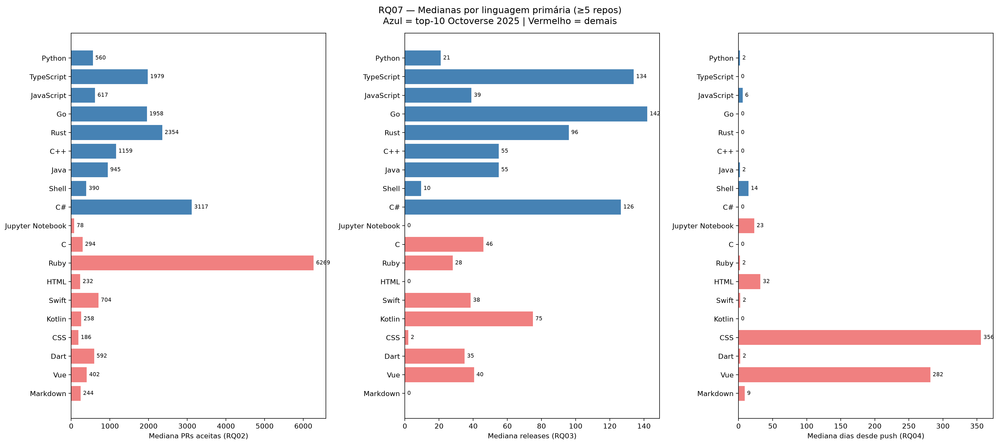 RQ07 — Medianas por linguagem primária (≥5 repos)
Azul = top-10 Octoverse 2025 | Vermelho = demais
Python 560
TypeScript 1979
JavaScript 617
Go 1958
Rust 2354
C++ 1159
Java 945
Shell 390
C# 3117
Jupyter Notebook 78
C 294
Ruby 6269
HTML 232
Swift 704
Kotlin 258
CSS 186
Dart 592
Vue 402
Markdown 244
0 1000 2000 3000 4000 5000 6000
Mediana PRs aceitas (RQ02)
Python 21
TypeScript 134
JavaScript 39
Go 142
Rust 96
C++ 55
Java 55
Shell 10
C# 126
Jupyter Notebook 0
C 46
Ruby 28
HTML 0
Swift 38
Kotlin 75
CSS 2
Dart 35
Vue 40
Markdown 0
0 20 40 60 80 100 120 140
Mediana releases (RQ03)
Python 2
TypeScript 0
JavaScript 6
Go 0
Rust 0
C++ 0
Java 2
Shell 14
C# 0
Jupyter Notebook 23
C 0
Ruby 2
HTML 32
Swift 2
Kotlin 0
CSS 356
Dart 2
Vue 282
Markdown 9
0 50 100 150 200 250 300 350
Mediana dias desde push (RQ04)